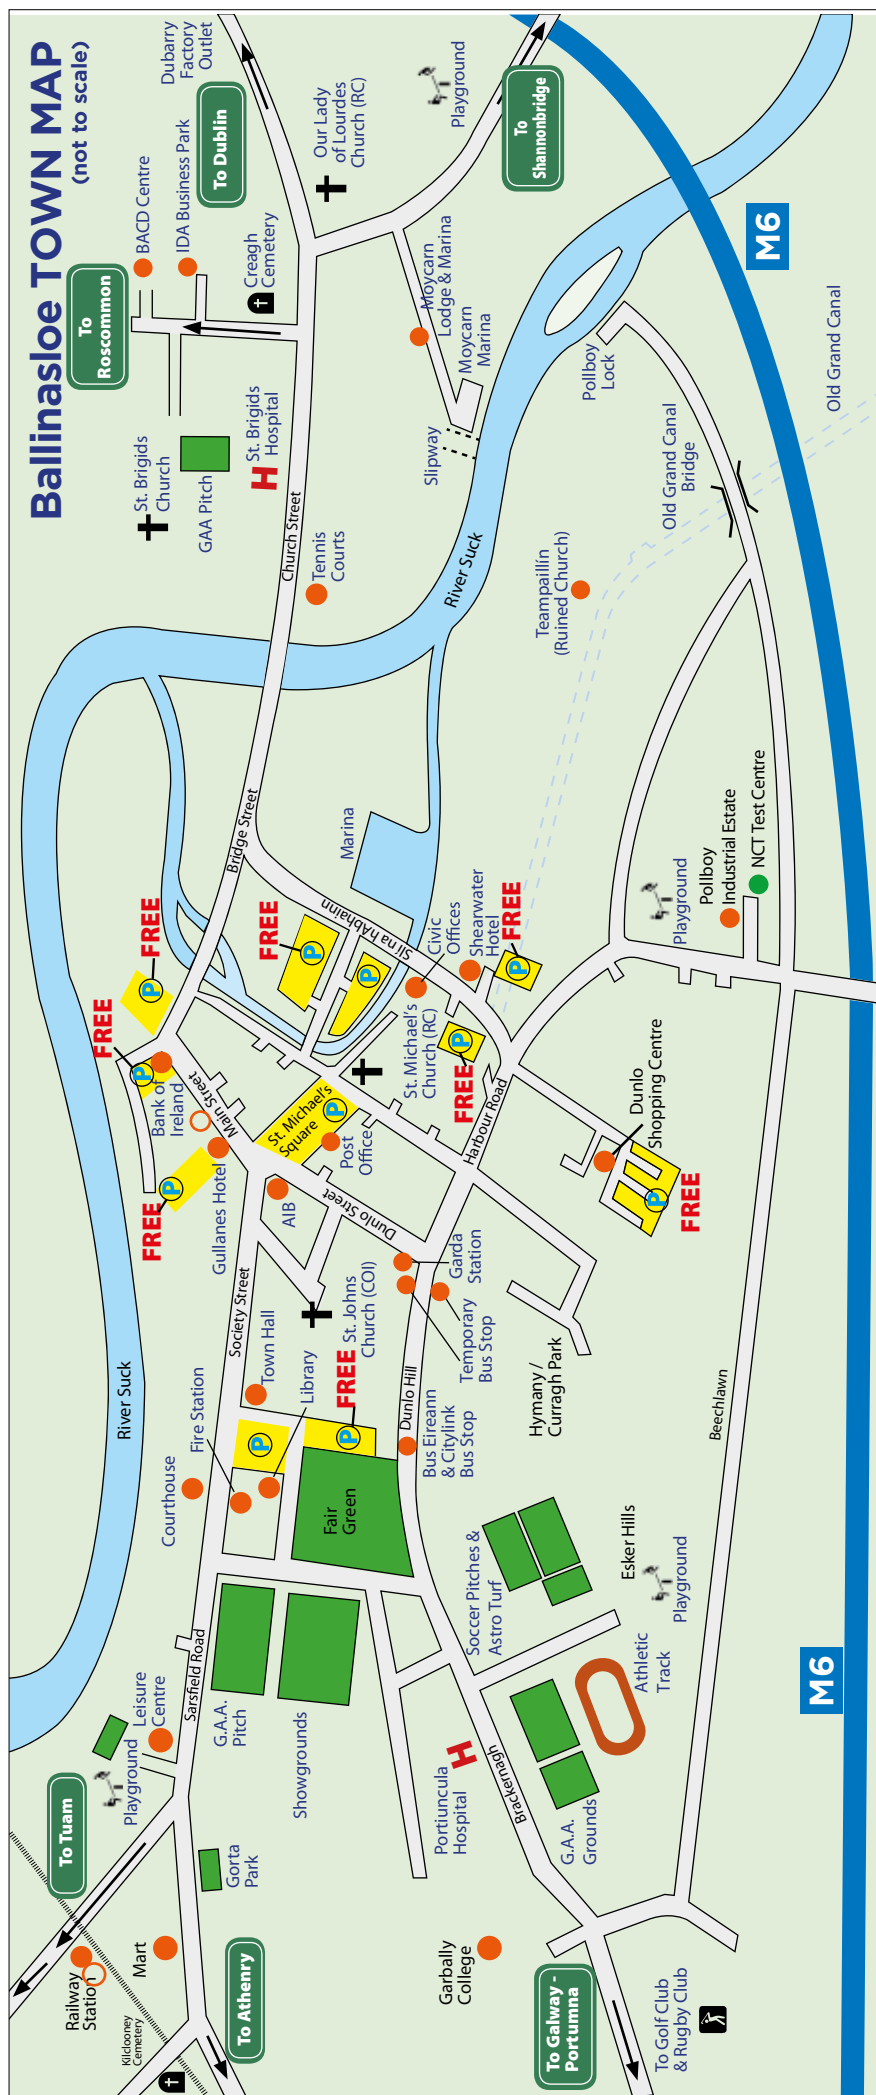 Ballinasloe TOWN MAP
(not to scale)
Dubarry
Factory
Outlet
To Dublin
BACD Centre
IDA Business Park
To
Roscommon
Creagh
Cemetery
Our Lady
of Lourdes
Church (RC)
Playground
To
Shannonbridge
M6
St. Brigids
Church
GAA Pitch
H
St. Brigids
Hospital
Church Street
Tennis
Courts
Moycarn
Lodge & Marina
Moycarn
Marina
Slipway
River Suck
Pollboy
Lock
Old Grand Canal
Old Grand Canal
Bridge
Teampaillin
(Ruined Church)
Bridge Street
Marina
Sli na hAbhainn
Civic
Offices
Shearwater
Hotel
FREE
P
FREE
P
FREE
P
P
FREE
P
FREE
P
St. Michael's
Church (RC)
Playground
Pollboy
Industrial Estate
NCT Test Centre
Bank of
Ireland
Main Street
St. Michael's
Square
P
Post
Office
Gullanes Hotel
FREE
P
AIB
Dunlo Street
Harbour Road
Dunlo
Shopping Centre
P
FREE
Garda
Station
Temporary
Bus Stop
Hymany /
Curragh Park
River Suck
Society Street
Town Hall
St. Johns
Church (COI)
Library
Fire Station
Courthouse
P
FREE
P
Dunlo Hill
Bus Eireann
& Citylink
Bus Stop
Fair
Green
Beechlawn
Soccer Pitches &
Astro Turf
Esker Hills
Playground
Athletic
Track
Sarsfield Road
G.A.A.
Pitch
Showgrounds
Leisure
Centre
Playground
To Tuam
Gorta
Park
Portiuncula
Hospital
H
Brackernagh
G.A.A.
Grounds
M6
Railway
Station
Mart
Kilclooney
Cemetery
To Athenry
Garbally
College
To Galway -
Portumna
To Golf Club
& Rugby Club